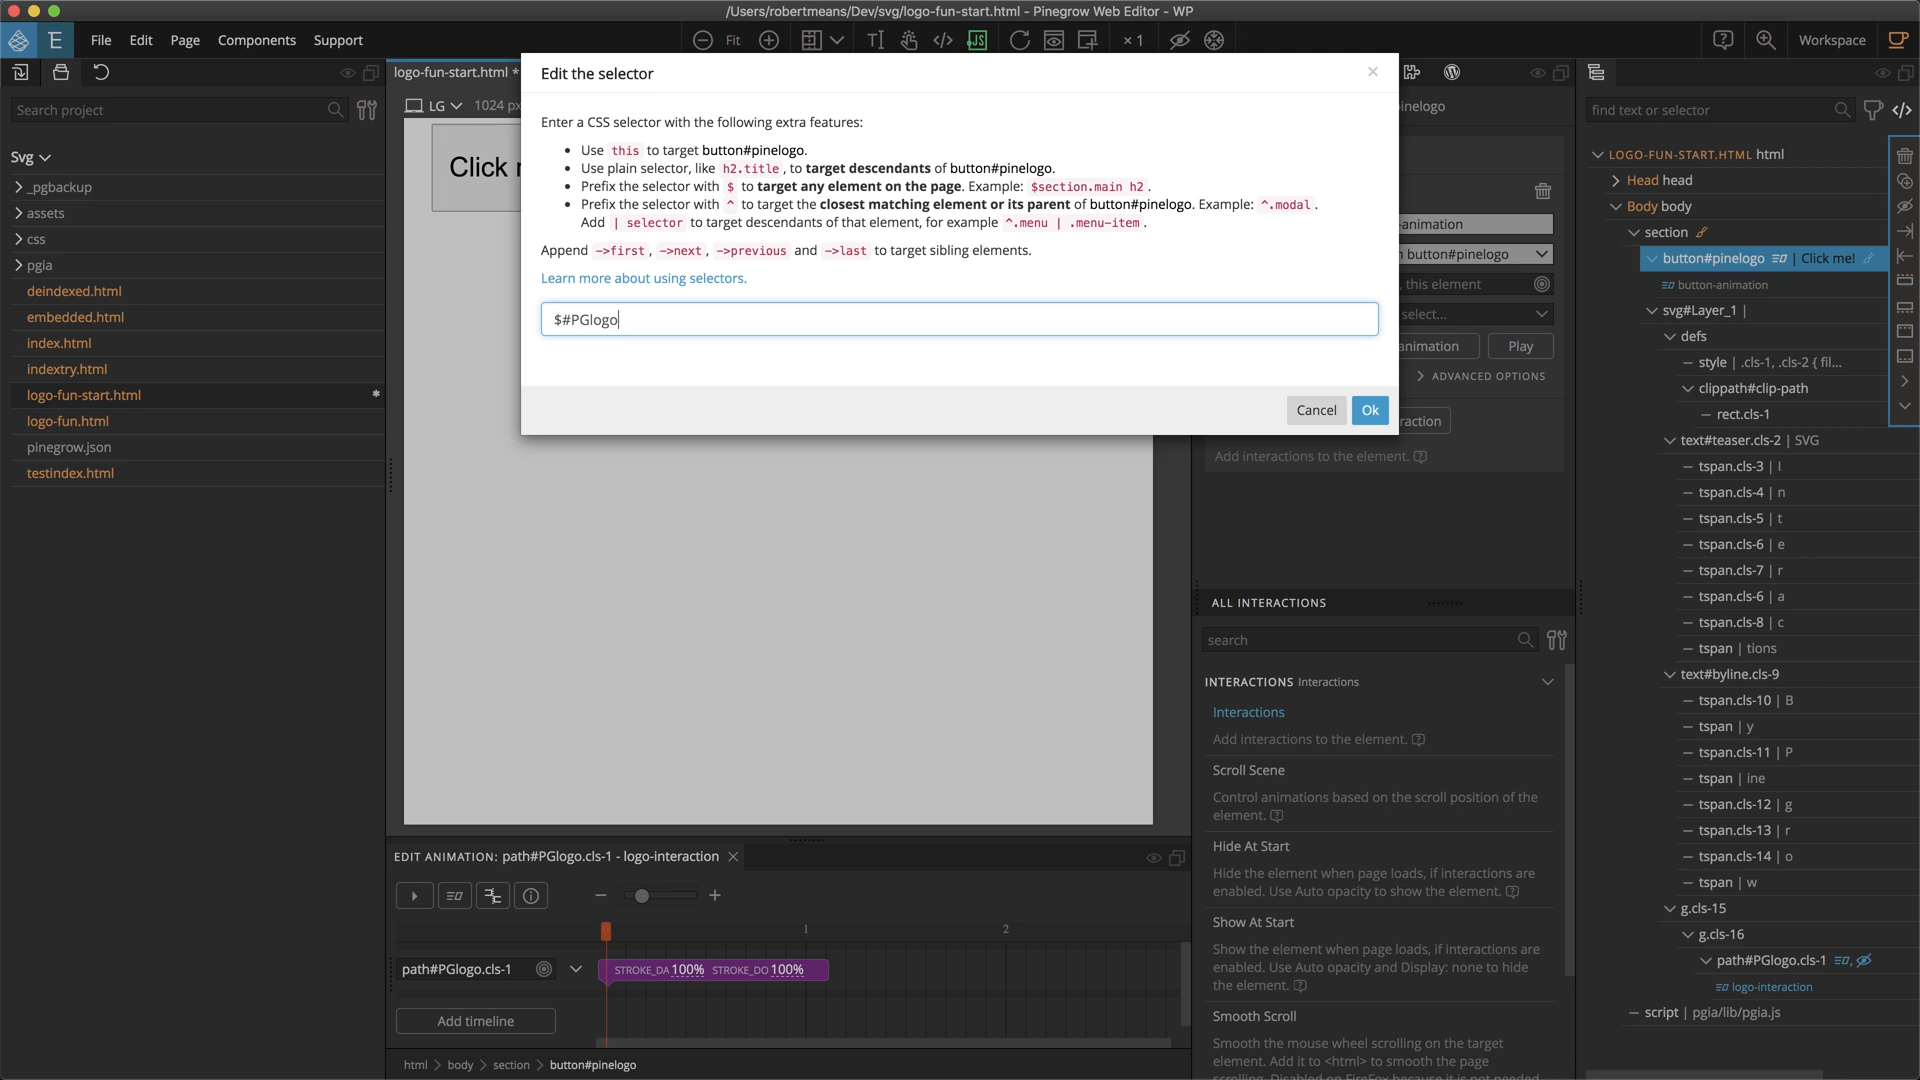 /Users/robertmeans/Dev/svg/logo-fun-start.html - Pinegrow Web Editor - WP
File Edit Page Components Support
Fit
× 1
Workspace
logo-fun-start.html *
Search project
LG
1024 px
Svg
_pgbackup
assets
css
pgia
deindexed.html
embedded.html
index.html
indextry.html
logo-fun-start.html *
logo-fun.html
pinegrow.json
testindex.html
Click
Edit the selector
Enter a CSS selector with the following extra features:
Use this to target button#pinelogo.
Use plain selector, like h2.title, to target descendants of button#pinelogo.
Prefix the selector with $ to target any element on the page. Example: $section.main h2.
Prefix the selector with ^ to target the closest matching element or its parent of button#pinelogo. Example: ^.modal.
Add | selector to target descendants of that element, for example ^.menu | .menu-item.
Append ->first, ->next, ->previous and ->last to target sibling elements.
Learn more about using selectors.
$#PGlogo
Cancel
Ok
inelogo
-animation
button#pinelogo
, this element
select...
animation
Play
ADVANCED OPTIONS
raction
Add interactions to the element.
ALL INTERACTIONS
search
INTERACTIONS Interactions
Interactions
Add interactions to the element.
Scroll Scene
Control animations based on the scroll position of the
element.
Hide At Start
Hide the element when page loads, if interactions are
enabled. Use Auto opacity to show the element.
Show At Start
Show the element when page loads, if interactions are
enabled. Use Auto opacity and Display: none to hide
the element.
Smooth Scroll
Smooth the mouse wheel scrolling on the target
element. Add it to <html> to smooth the page
scrolling. Disabled on FireFox because it is not needed
find text or selector
LOGO-FUN-START.HTML html
Head head
Body body
section
button#pinelogo | Click me!
button-animation
svg#Layer_1 |
defs
style | .cls-1, .cls-2 { fil...
clippath#clip-path
rect.cls-1
text#teaser.cls-2 | SVG
tspan.cls-3 | I
tspan.cls-4 | n
tspan.cls-5 | t
tspan.cls-6 | e
tspan.cls-7 | r
tspan.cls-6 | a
tspan.cls-8 | c
tspan | tions
text#byline.cls-9
tspan.cls-10 | B
tspan | y
tspan.cls-11 | P
tspan | ine
tspan.cls-12 | g
tspan.cls-13 | r
tspan.cls-14 | o
tspan | w
g.cls-15
g.cls-16
path#PGlogo.cls-1
logo-interaction
script | pgia/lib/pgia.js
EDIT ANIMATION: path#PGlogo.cls-1 - logo-interaction
1 2
path#PGlogo.cls-1
STROKE_DA 100% STROKE_DO 100%
Add timeline
html > body > section > button#pinelogo